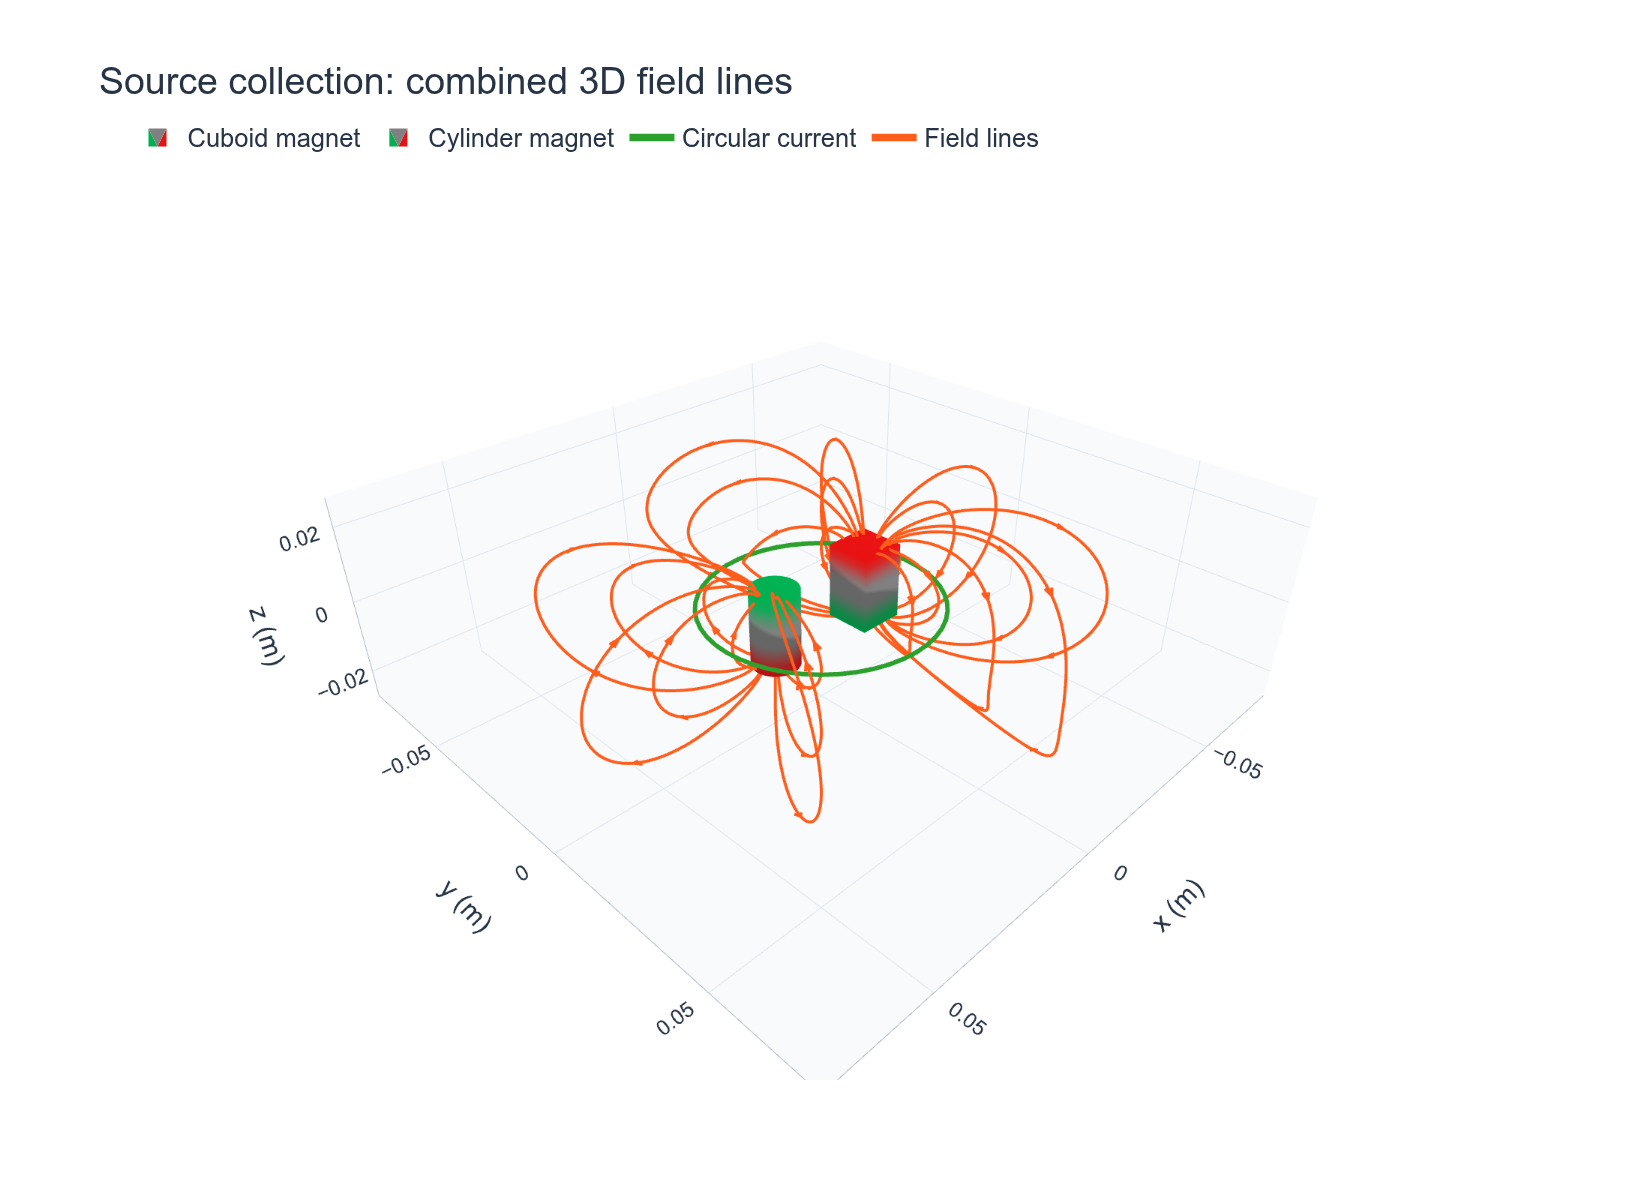 Source collection: combined 3D field lines
Cuboid magnet Cylinder magnet Circular current Field lines
0.02
0
−0.02
z (m)
−0.05
0
0.05
y (m)
−0.05
0
0.05
x (m)